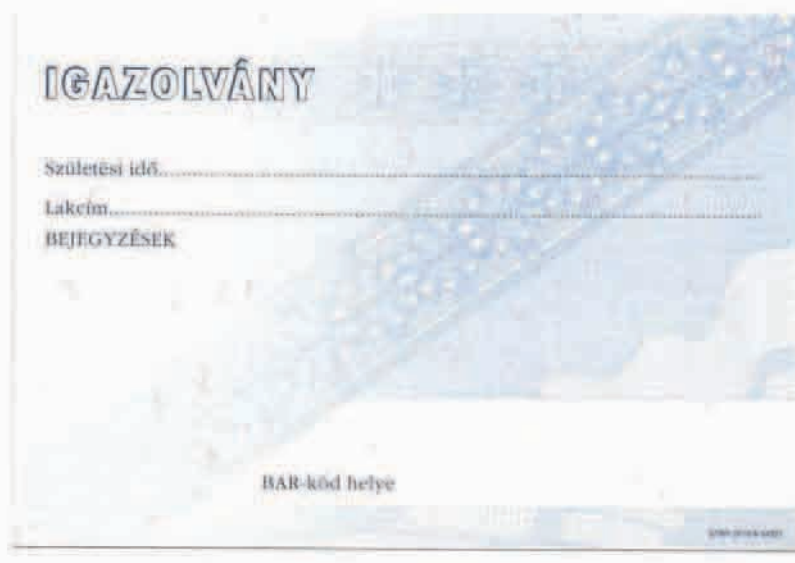 IGAZOLVÁNY
Születési idő
Lakcím
BEJEGYZÉSEK
BAR-kód helye